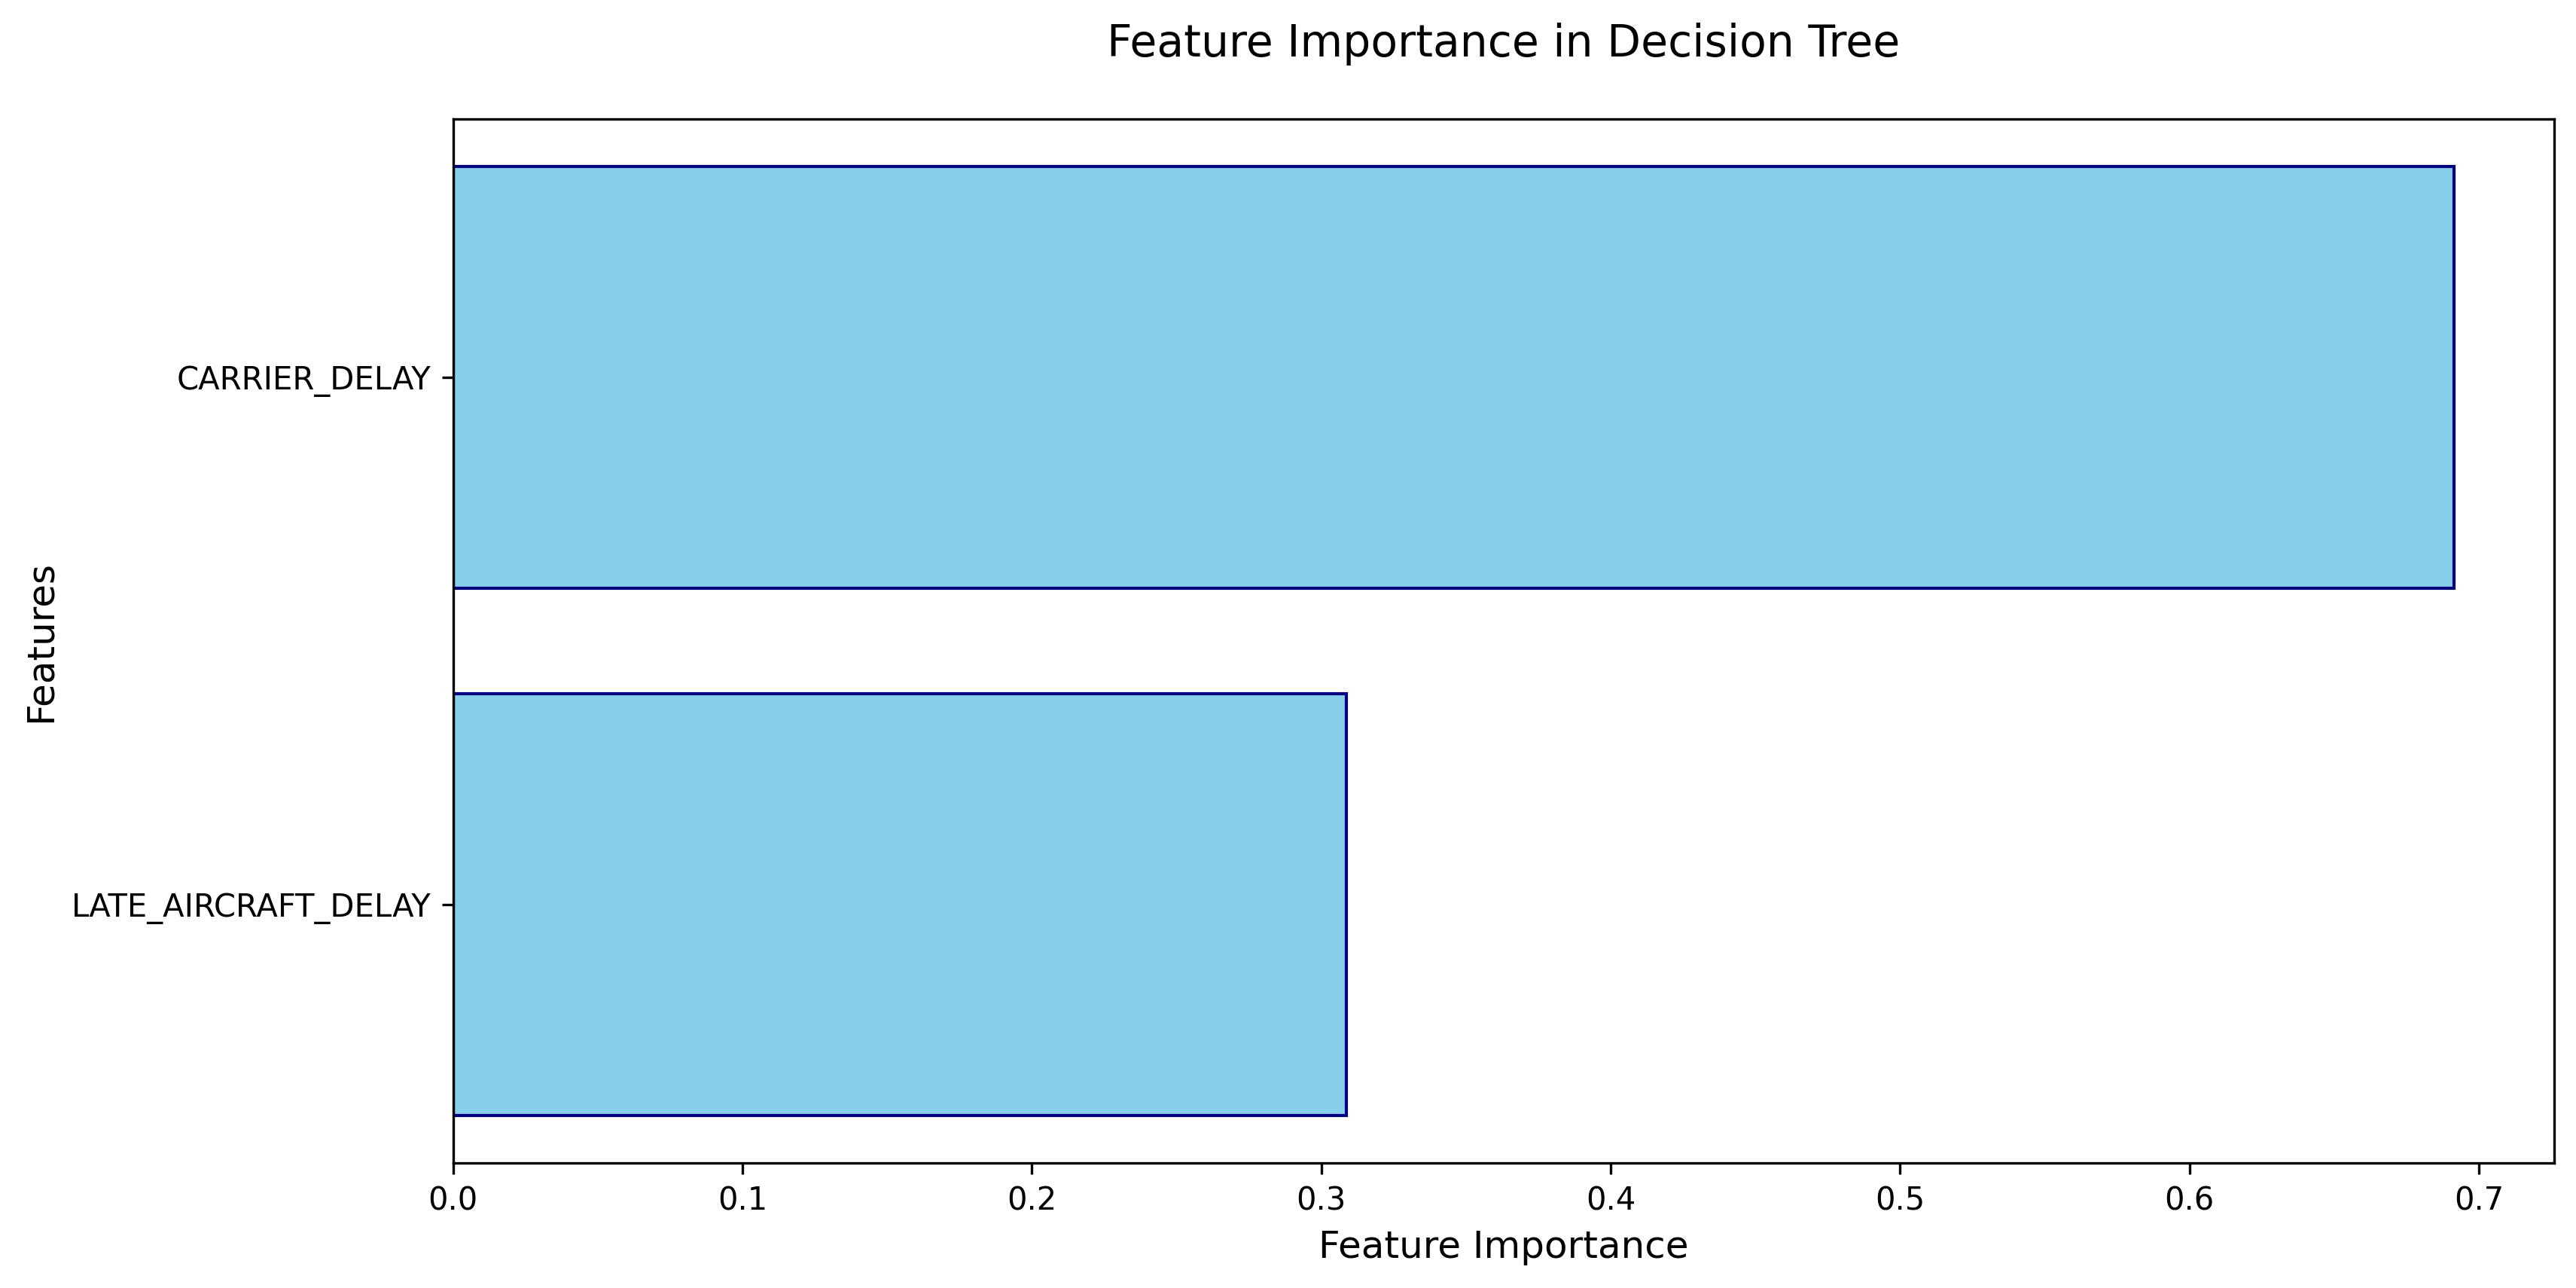 Feature Importance in Decision Tree
Features
CARRIER_DELAY
LATE_AIRCRAFT_DELAY
0.0 0.1 0.2 0.3 0.4 0.5 0.6 0.7
Feature Importance